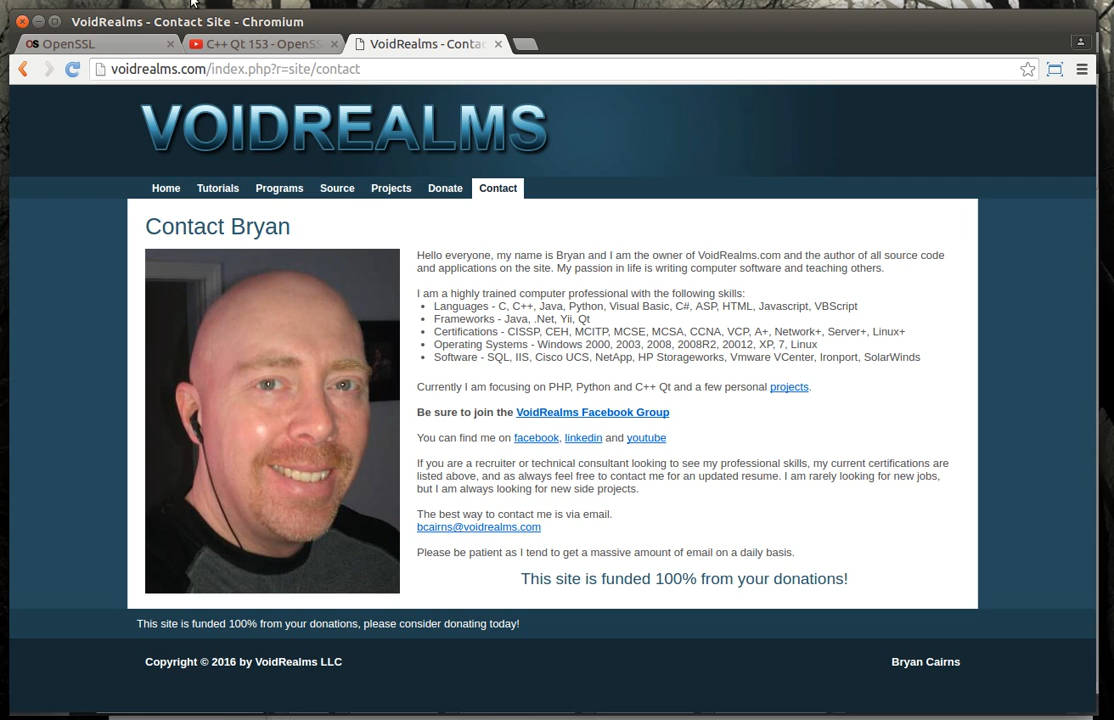 VoidRealms - Contact Site - Chromium
OpenSSL
C++ Qt 153 - OpenSS
VoidRealms - Contac
voidrealms.com/index.php?r=site/contact
VOIDREALMS
Home Tutorials Programs Source Projects Donate Contact
Contact Bryan
Hello everyone, my name is Bryan and I am the owner of VoidRealms.com and the author of all source code
and applications on the site. My passion in life is writing computer software and teaching others.
I am a highly trained computer professional with the following skills:
• Languages - C, C++, Java, Python, Visual Basic, C#, ASP, HTML, Javascript, VBScript
• Frameworks - Java, .Net, Yii, Qt
• Certifications - CISSP, CEH, MCITP, MCSE, MCSA, CCNA, VCP, A+, Network+, Server+, Linux+
• Operating Systems - Windows 2000, 2003, 2008, 2008R2, 20012, XP, 7, Linux
• Software - SQL, IIS, Cisco UCS, NetApp, HP Storageworks, Vmware VCenter, Ironport, SolarWinds
Currently I am focusing on PHP, Python and C++ Qt and a few personal projects.
Be sure to join the VoidRealms Facebook Group
You can find me on facebook, linkedin and youtube
If you are a recruiter or technical consultant looking to see my professional skills, my current certifications are
listed above, and as always feel free to contact me for an updated resume. I am rarely looking for new jobs,
but I am always looking for new side projects.
The best way to contact me is via email.
bcairns@voidrealms.com
Please be patient as I tend to get a massive amount of email on a daily basis.
This site is funded 100% from your donations!
This site is funded 100% from your donations, please consider donating today!
Copyright © 2016 by VoidRealms LLC
Bryan Cairns